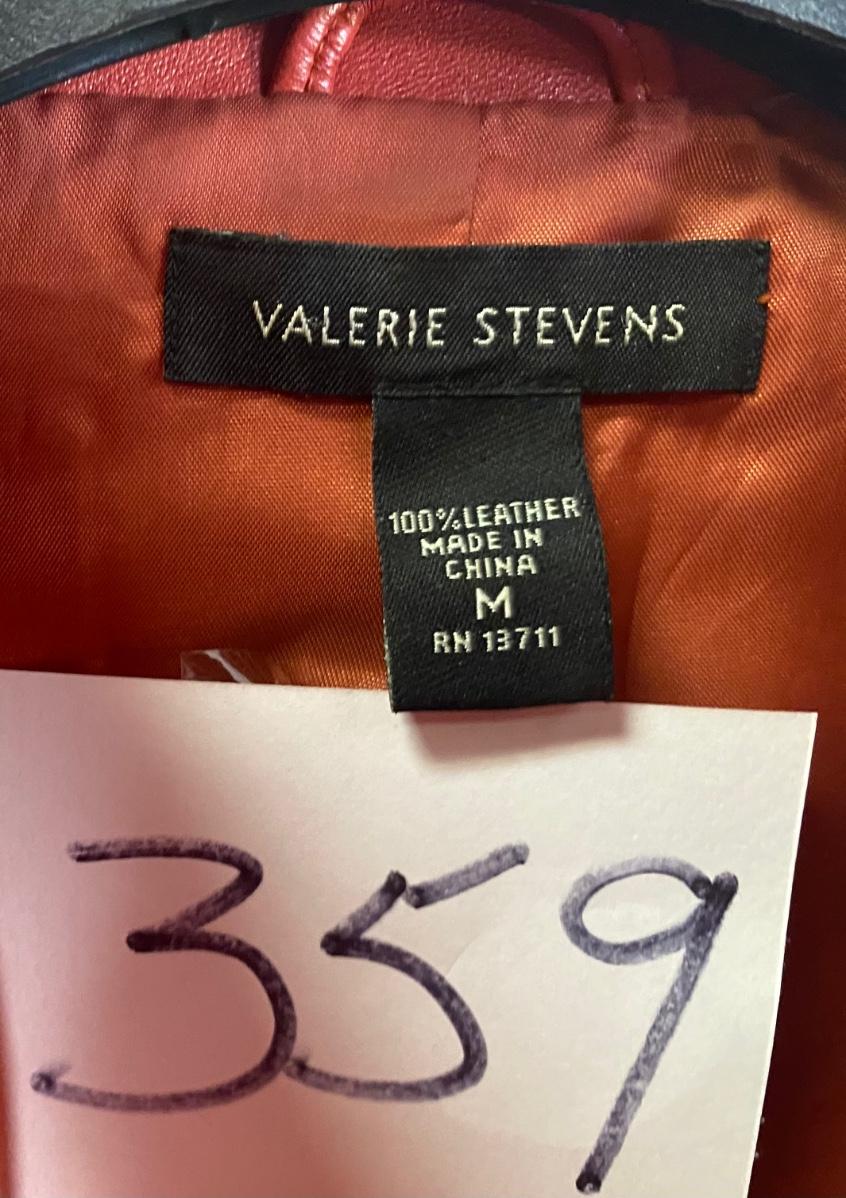 VALERIE STEVENS
100%LEATHER
MADE IN
CHINA
M
RN 13711
359